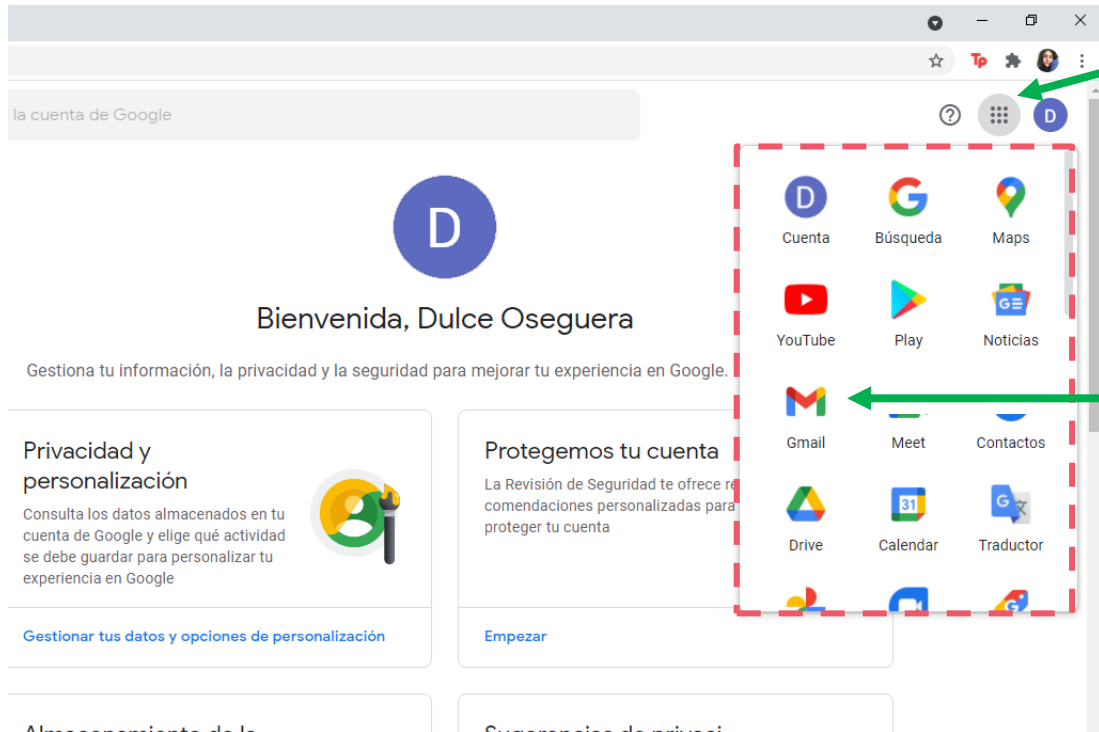 Tp
la cuenta de Google
D
D
Bienvenida, Dulce Oseguera
Gestiona tu información, la privacidad y la seguridad para mejorar tu experiencia en Google.
Privacidad y
personalización
Consulta los datos almacenados en tu
cuenta de Google y elige qué actividad
se debe guardar para personalizar tu
experiencia en Google
Gestionar tus datos y opciones de personalización
Protegemos tu cuenta
La Revisión de Seguridad te ofrece re
comendaciones personalizadas para
proteger tu cuenta
Empezar
D
G
Cuenta
Búsqueda
Maps
G
YouTube
Play
Noticias
Gmail
Meet
Contactos
31
G
Drive
Calendar
Traductor
G